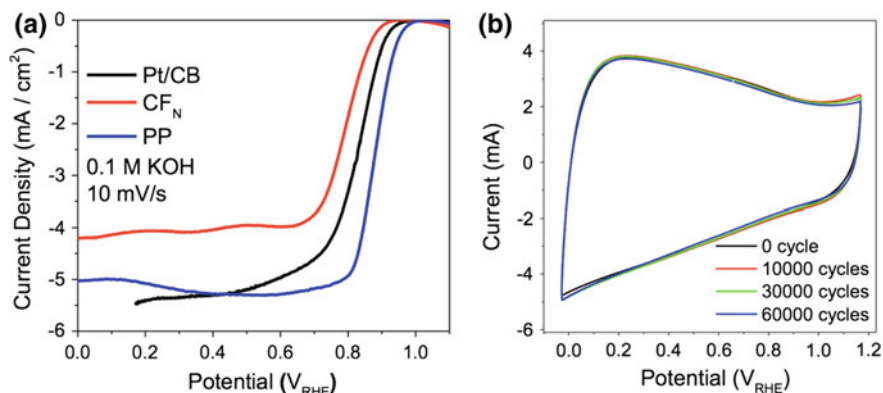 (a)
0
-1
-2
-3
-4
-5
-6
Current Density (mA / cm²)
Pt/CB
CF_N
PP
0.1 M KOH
10 mV/s
0.0 0.2 0.4 0.6 0.8 1.0
Potential (V_RHE)
(b)
4
2
0
-2
-4
-6
Current (mA)
0 cycle
10000 cycles
30000 cycles
60000 cycles
0.0 0.2 0.4 0.6 0.8 1.0 1.2
Potential (V_RHE)